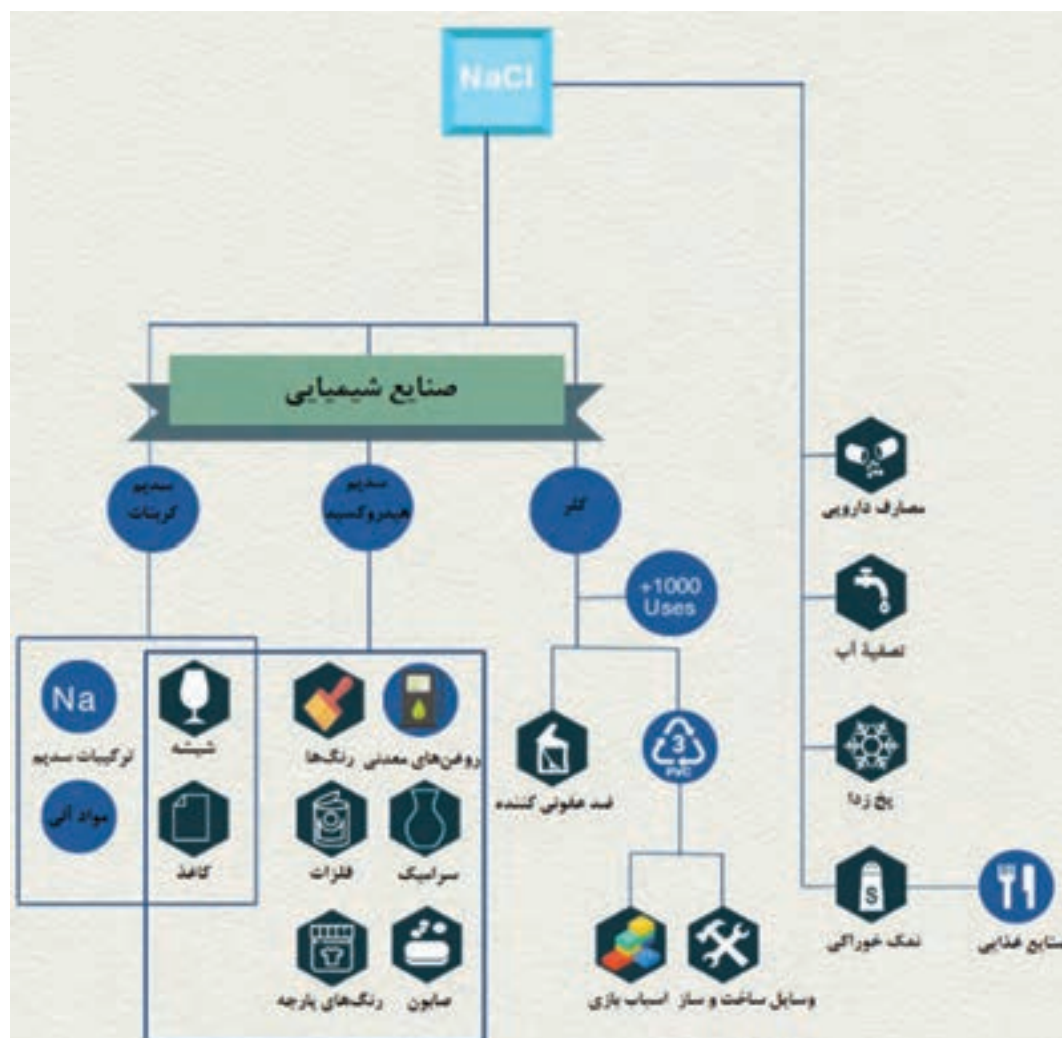 NaCl
صنایع شیمیایی
سدیم
کربنات
سدیم
هیدروکسید
کلر
+1000
Uses
Na
ترکیبات سدیم
مواد آلی
شیشه
کاغذ
رنگ‌ها
روغن‌های معدنی
فلزات
سرامیک
رنگ‌های پارچه
صابون
ضد عفونی کننده
3
PVC
اسباب بازی
وسایل ساخت و ساز
مصارف دارویی
تصفیهٔ آب
یخ زدا
S
نمک خوراکی
صنایع غذایی